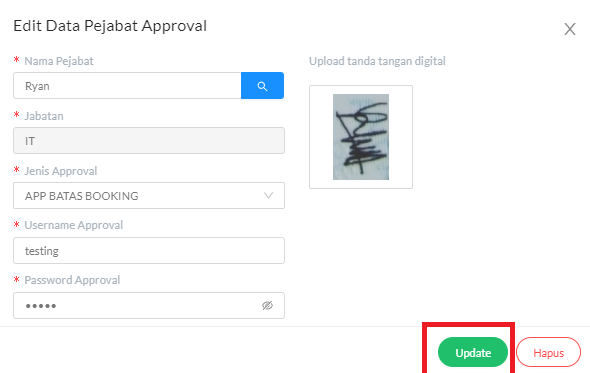 Edit Data Pejabat Approval
* Nama Pejabat
Ryan
* Jabatan
IT
* Jenis Approval
APP BATAS BOOKING
* Username Approval
testing
* Password Approval
•••••
Upload tanda tangan digital
Update
Hapus